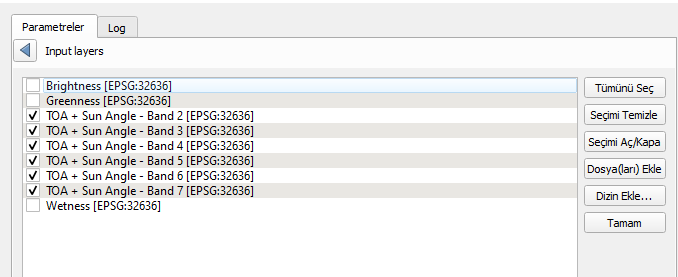 Parametreler
Log
Input layers
Brightness [EPSG:32636]
Greenness [EPSG:32636]
TOA + Sun Angle - Band 2 [EPSG:32636]
TOA + Sun Angle - Band 3 [EPSG:32636]
TOA + Sun Angle - Band 4 [EPSG:32636]
TOA + Sun Angle - Band 5 [EPSG:32636]
TOA + Sun Angle - Band 6 [EPSG:32636]
TOA + Sun Angle - Band 7 [EPSG:32636]
Wetness [EPSG:32636]
Tümünü Seç
Seçimi Temizle
Seçimi Aç/Kapa
Dosya(ları) Ekle
Dizin Ekle...
Tamam